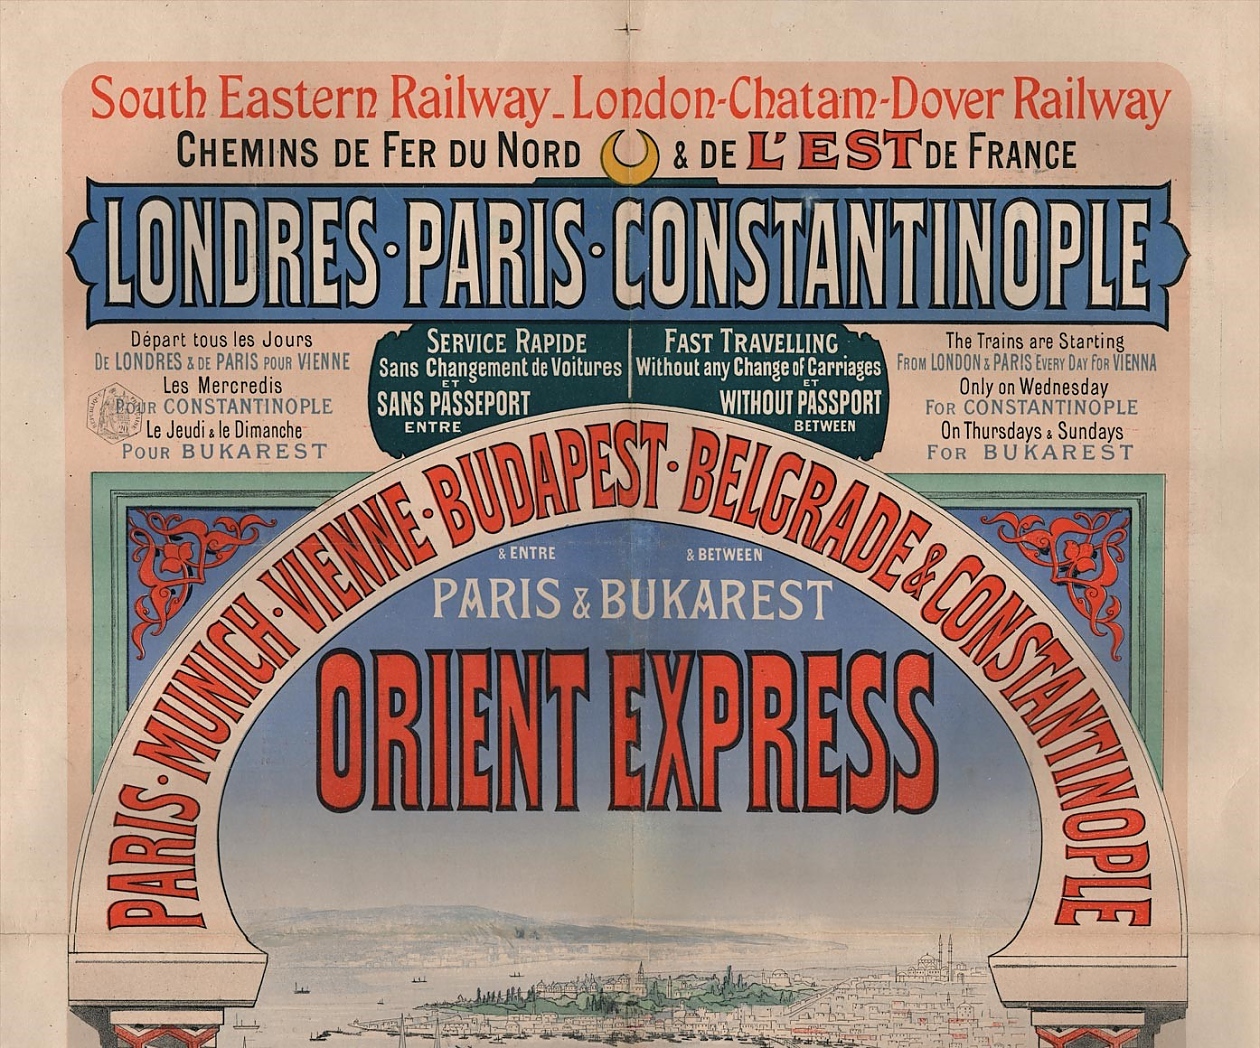 South Eastern Railway_London-Chatam-Dover Railway
CHEMINS DE FER DU NORD & DE L'EST DE FRANCE
LONDRES·PARIS·CONSTANTINOPLE
Départ tous les Jours
DE LONDRES & DE PARIS POUR VIENNE
Les Mercredis
POUR CONSTANTINOPLE
Le Jeudi & le Dimanche
POUR BUKAREST
SERVICE RAPIDE
Sans Changement de Voitures
ET
SANS PASSEPORT
ENTRE
FAST TRAVELLING
Without any Change of Carriages
ET
WITHOUT PASSPORT
BETWEEN
The Trains are Starting
FROM LONDON & PARIS EVERY DAY FOR VIENNA
Only on Wednesday
FOR CONSTANTINOPLE
On Thursdays & Sundays
FOR BUKAREST
PARIS·MUNICH·VIENNE·BUDAPEST·BELGRADE & CONSTANTINOPLE
& ENTRE
& BETWEEN
PARIS & BUKAREST
ORIENT EXPRESS